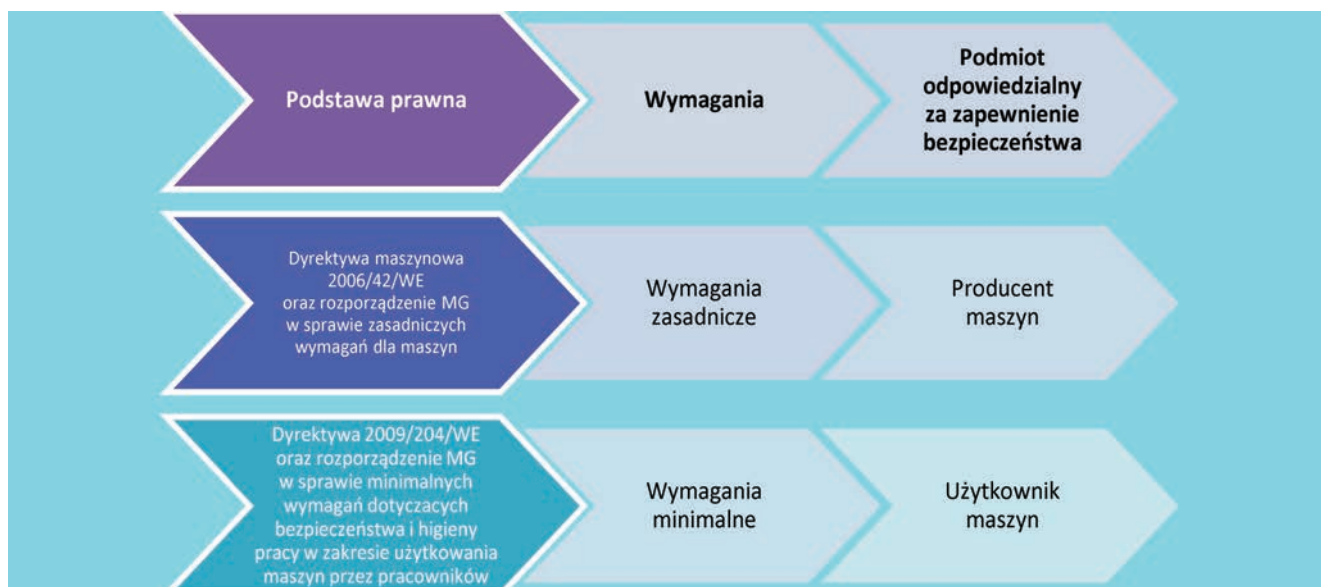 Podstawa prawna
Wymagania
Podmiot
odpowiedzialny
za zapewnienie
bezpieczeństwa
Dyrektywa maszynowa
2006/42/WE
oraz rozporządzenie MG
w sprawie zasadniczych
wymagań dla maszyn
Wymagania
zasadnicze
Producent
maszyn
Dyrektywa 2009/204/WE
oraz rozporządzenie MG
w sprawie minimalnych
wymagań dotyczacych
bezpieczeństwa i higieny
pracy w zakresie użytkowania
maszyn przez pracowników
Wymagania
minimalne
Użytkownik
maszyn